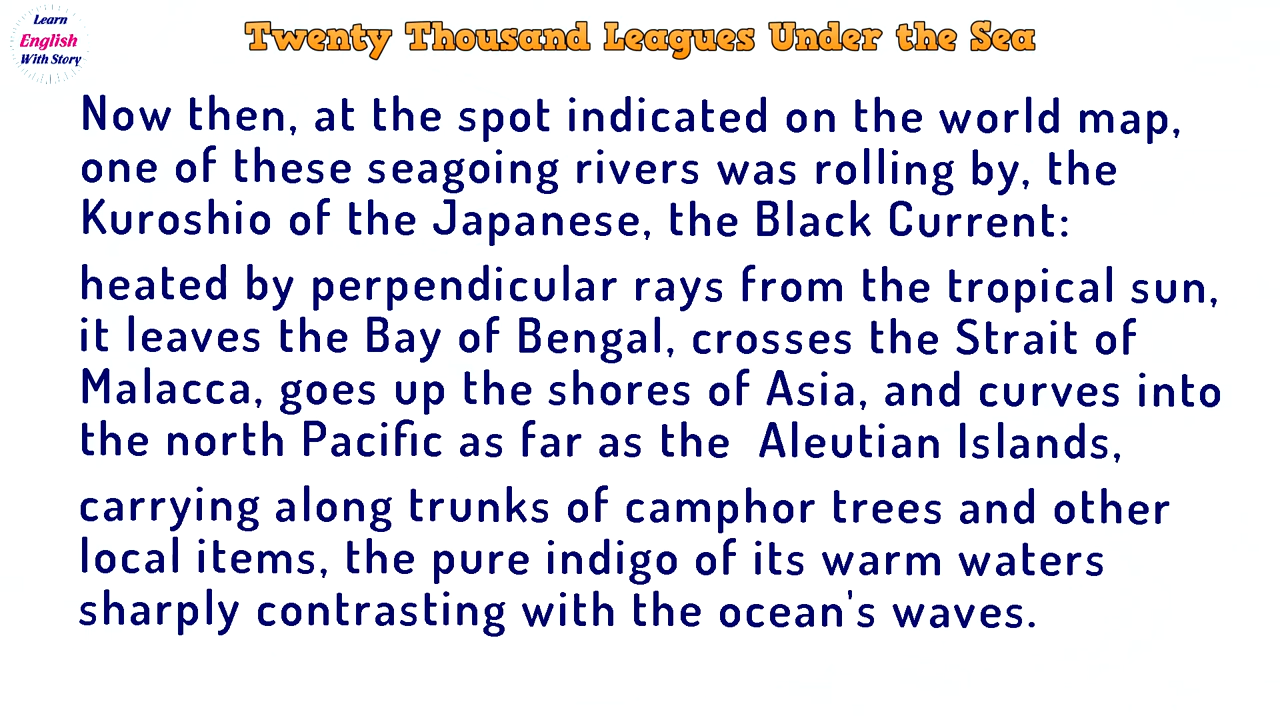 Learn
English
With Story
Twenty Thousand Leagues Under the Sea
Now then, at the spot indicated on the world map,
one of these seagoing rivers was rolling by, the
Kuroshio of the Japanese, the Black Current:
heated by perpendicular rays from the tropical sun,
it leaves the Bay of Bengal, crosses the Strait of
Malacca, goes up the shores of Asia, and curves into
the north Pacific as far as the Aleutian Islands,
carrying along trunks of camphor trees and other
local items, the pure indigo of its warm waters
sharply contrasting with the ocean's waves.